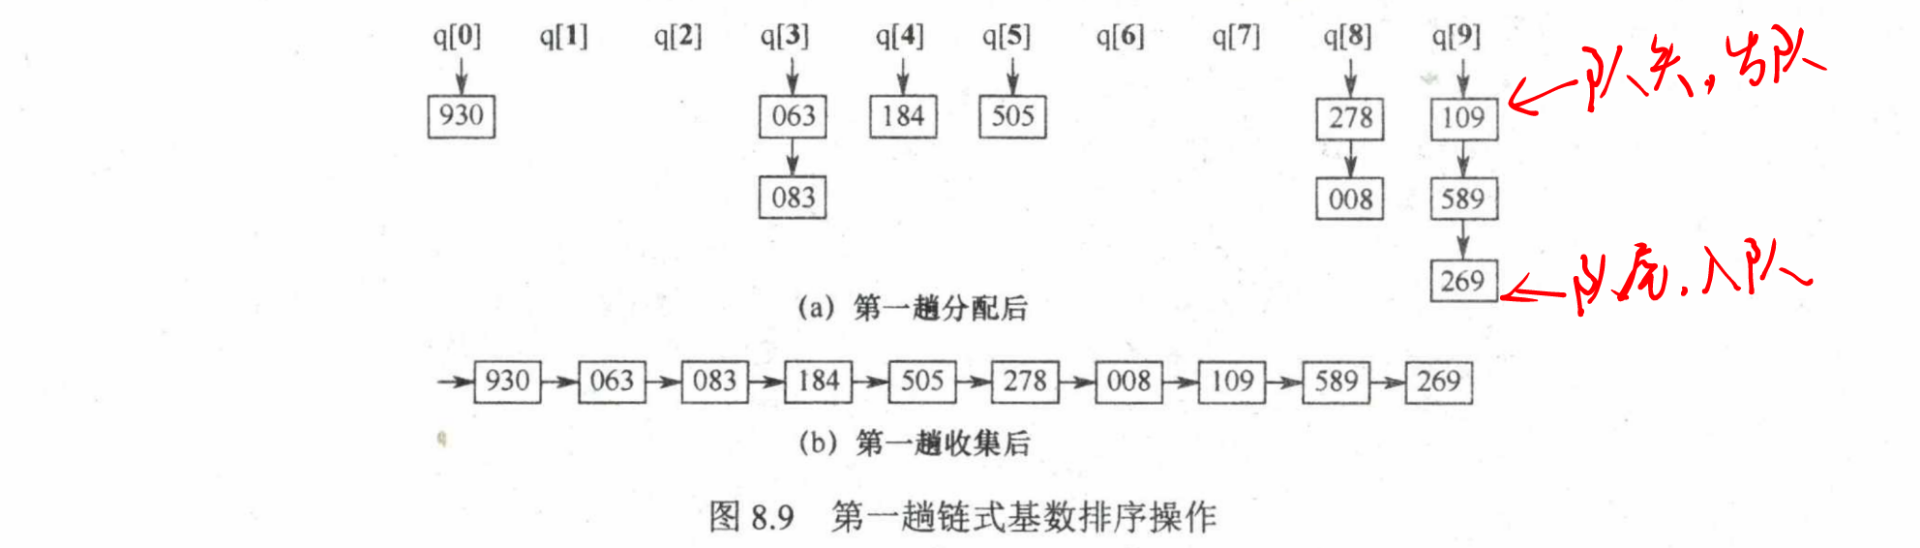 q[0] q[1] q[2] q[3] q[4] q[5] q[6] q[7] q[8] q[9]
队头，出队
930 063 184 505 278 109
083 008 589
队尾，入队
269
(a) 第一趟分配后
930 063 083 184 505 278 008 109 589 269
(b) 第一趟收集后
图 8.9 第一趟链式基数排序操作